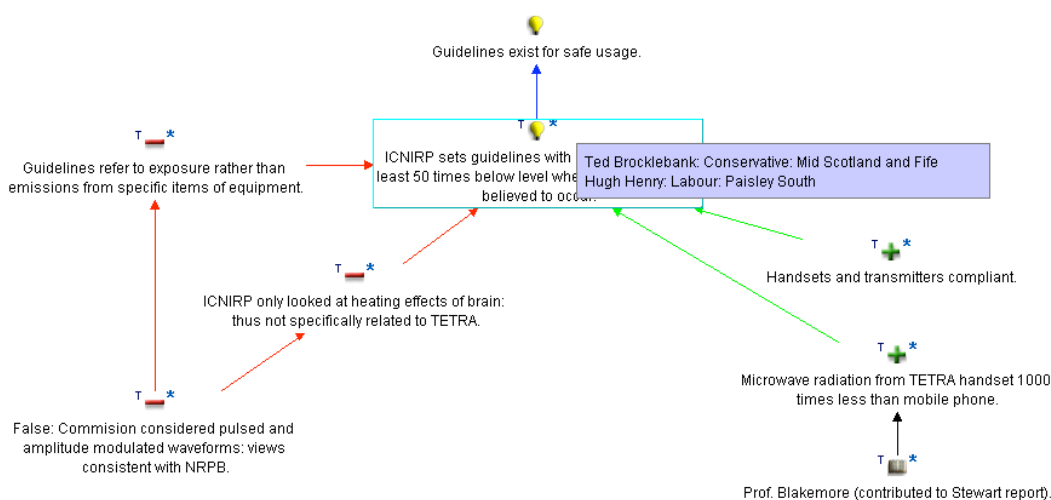 Guidelines exist for safe usage.
T *
T *
Guidelines refer to exposure rather than
emissions from specific items of equipment.
ICNIRP sets guidelines with
least 50 times below level whe
believed to occur.
Ted Brocklebank: Conservative: Mid Scotland and Fife
Hugh Henry: Labour: Paisley South
T *
Handsets and transmitters compliant.
T *
ICNIRP only looked at heating effects of brain:
thus not specifically related to TETRA.
T *
Microwave radiation from TETRA handset 1000
times less than mobile phone.
T *
False: Commision considered pulsed and
amplitude modulated waveforms: views
consistent with NRPB.
T *
Prof. Blakemore (contributed to Stewart report).